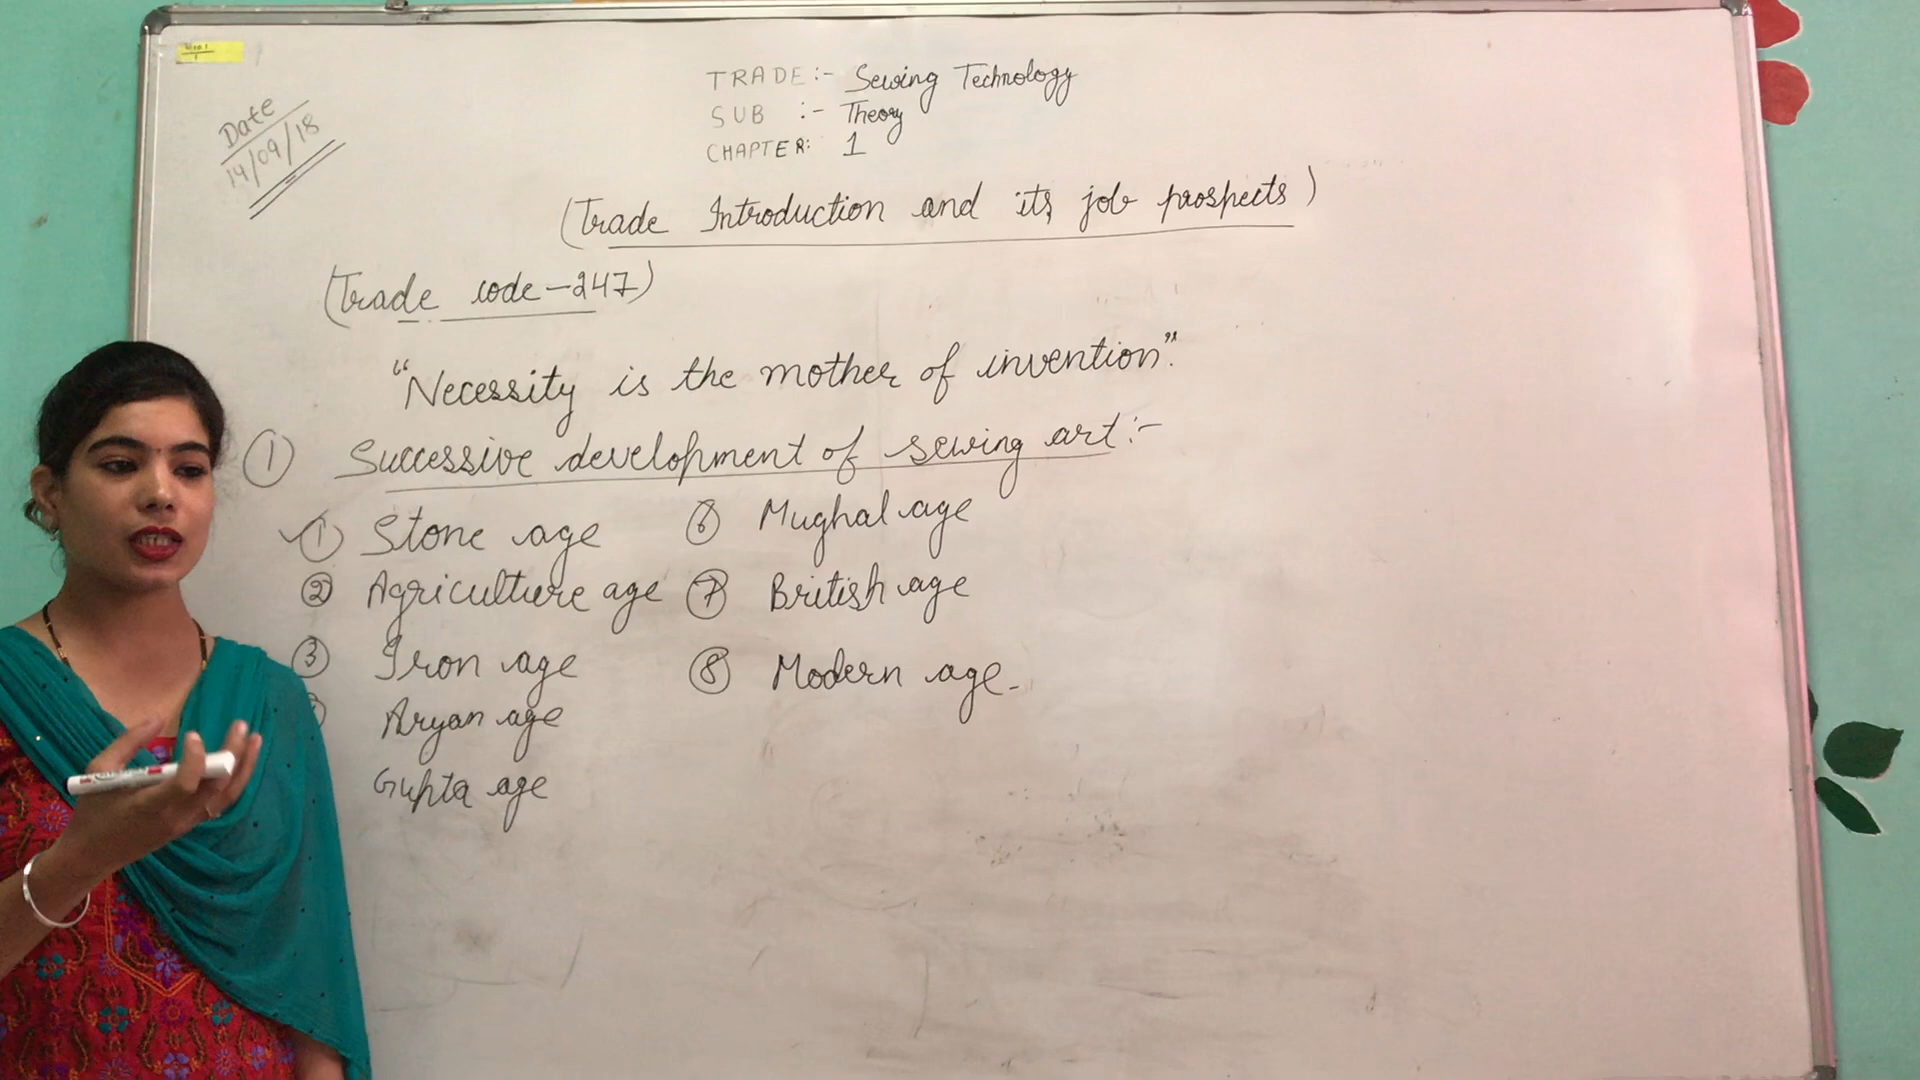 Date
14/09/18
TRADE:- Sewing Technology
SUB :- Theory
CHAPTER: 1
(Trade Introduction and its job prospects)
(Trade code-247)
"Necessity is the mother of invention".
① Successive development of sewing art:-
① Stone age
② Agriculture age
③ Iron age
Aryan age
Gupta age
⑥ Mughal age
⑦ British age
⑧ Modern age.